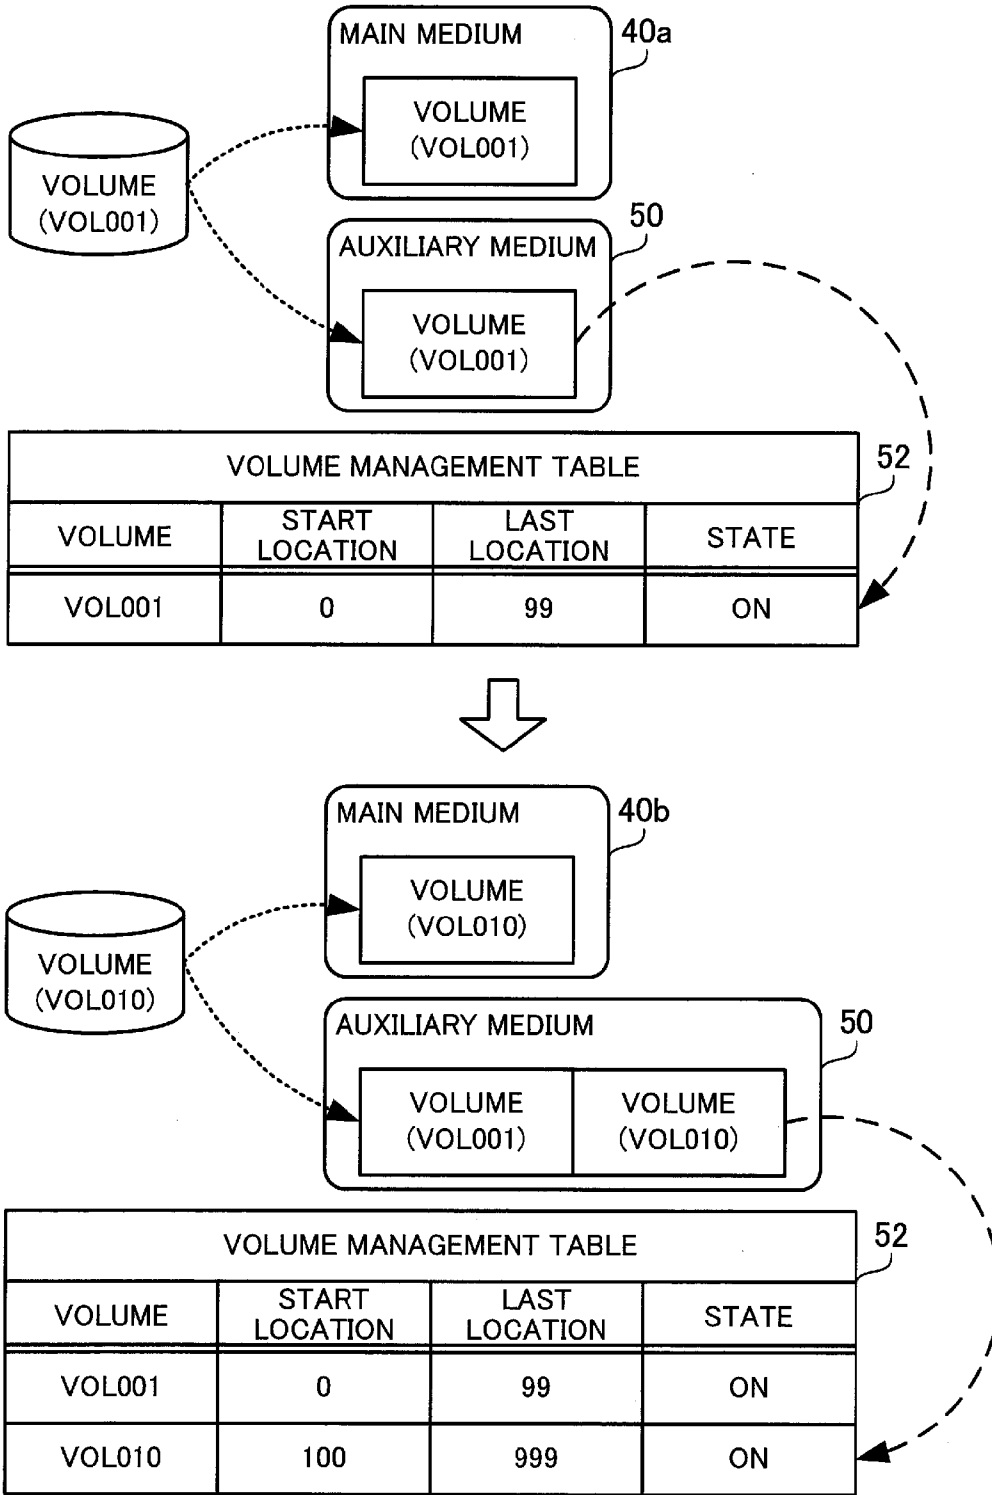 MAIN MEDIUM
40a
VOLUME
(VOL001)
VOLUME
(VOL001)
50
AUXILIARY MEDIUM
VOLUME
(VOL001)
52
VOLUME MANAGEMENT TABLE
VOLUME START LOCATION LAST LOCATION STATE
VOL001 0 99 ON
MAIN MEDIUM
40b
VOLUME
(VOL010)
VOLUME
(VOL010)
AUXILIARY MEDIUM
50
VOLUME
(VOL001)
VOLUME
(VOL010)
52
VOLUME MANAGEMENT TABLE
VOLUME START LOCATION LAST LOCATION STATE
VOL001 0 99 ON
VOL010 100 999 ON